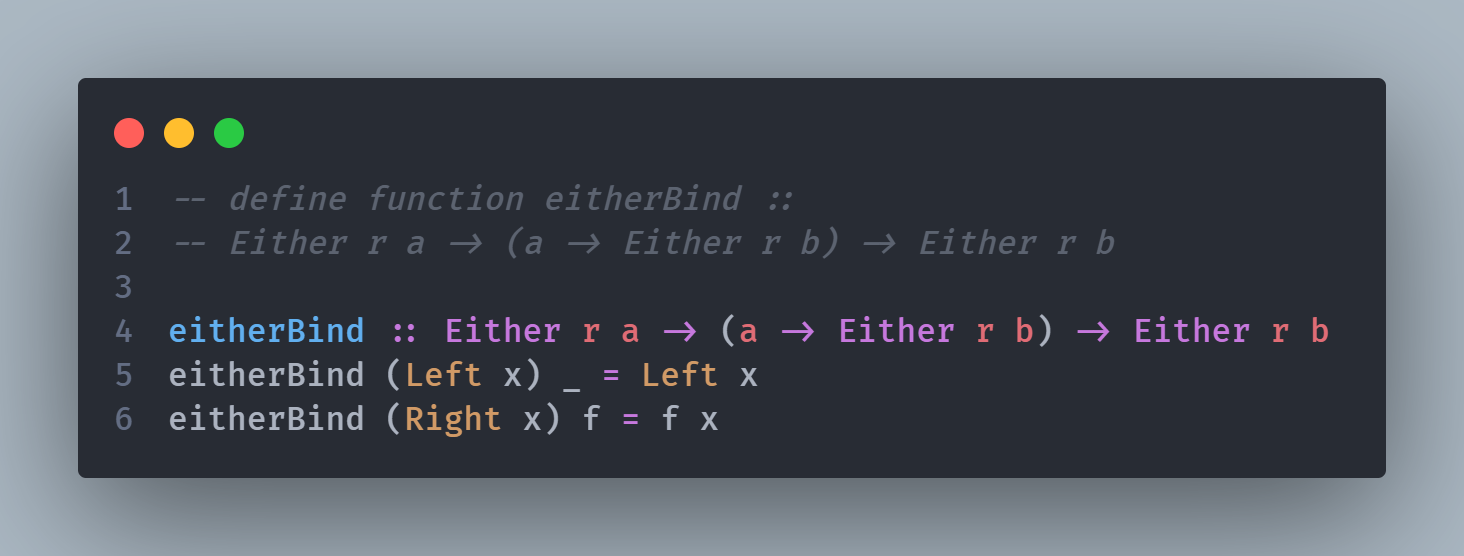 1 -- define function eitherBind ::
2 -- Either r a -> (a -> Either r b) -> Either r b
3
4 eitherBind :: Either r a -> (a -> Either r b) -> Either r b
5 eitherBind (Left x) _ = Left x
6 eitherBind (Right x) f = f x